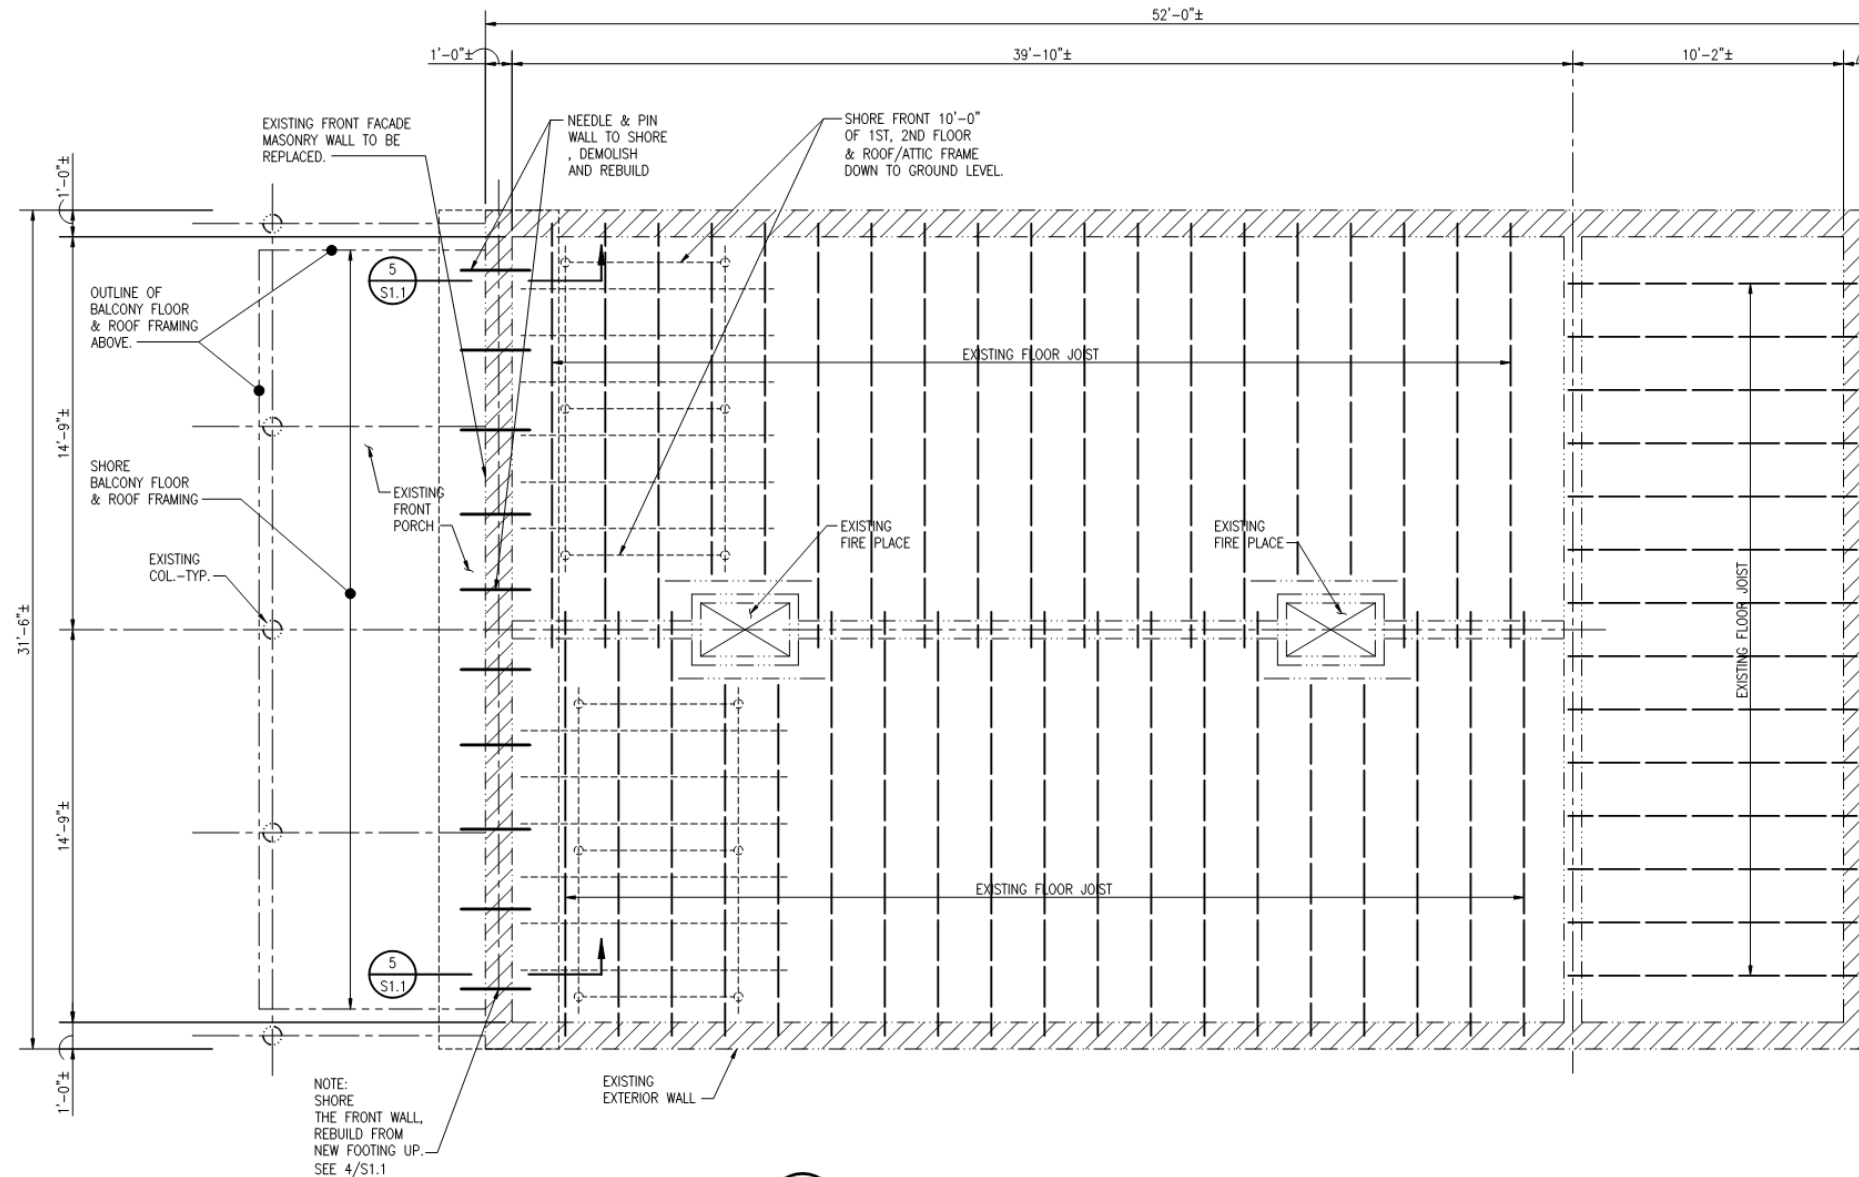 52'-0"±
1'-0"±
39'-10"±
10'-2"±
EXISTING FRONT FACADE
MASONRY WALL TO BE
REPLACED.
NEEDLE & PIN
WALL TO SHORE
, DEMOLISH
AND REBUILD
SHORE FRONT 10'-0"
OF 1ST, 2ND FLOOR
& ROOF/ATTIC FRAME
DOWN TO GROUND LEVEL.
1'-0"±
5
S1.1
OUTLINE OF
BALCONY FLOOR
& ROOF FRAMING
ABOVE.
EXISTING FLOOR JOIST
14'-9"±
SHORE
BALCONY FLOOR
& ROOF FRAMING
EXISTING
FRONT
PORCH
EXISTING
FIRE PLACE
EXISTING
FIRE PLACE
EXISTING
COL.-TYP.
31'-6"±
EXISTING FLOOR JOIST
14'-9"±
EXISTING FLOOR JOIST
5
S1.1
1'-0"±
NOTE:
SHORE
THE FRONT WALL,
REBUILD FROM
NEW FOOTING UP.
SEE 4/S1.1
EXISTING
EXTERIOR WALL